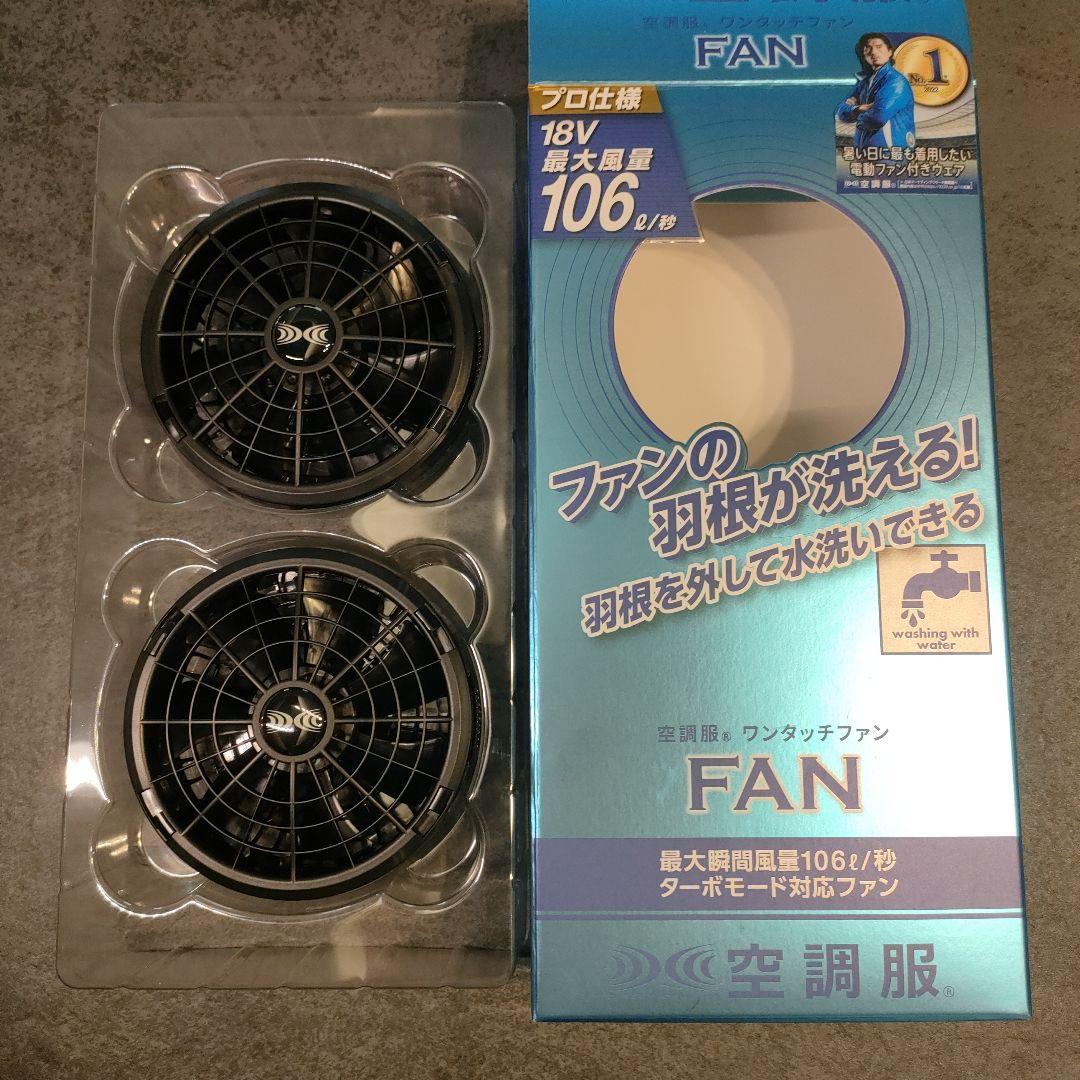 空調服® ワンタッチファン
FAN
No.1
2022
暑い日に最も着用したい
電動ファン付きウェア
空調服®
プロ仕様
18V
最大風量
106ℓ/秒
ファンの
羽根が洗える!
羽根を外して水洗いできる
washing with
water
空調服® ワンタッチファン
FAN
最大瞬間風量106ℓ/秒
ターボモード対応ファン
空調服®